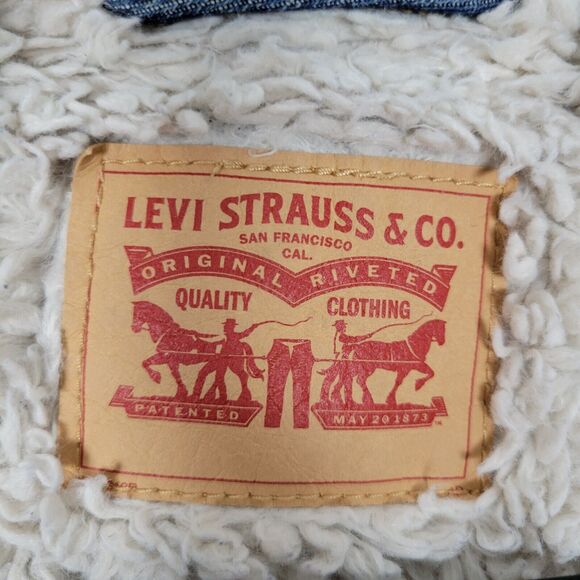 LEVI STRAUSS & CO.
SAN FRANCISCO
CAL.
ORIGINAL RIVETED
QUALITY CLOTHING
PATENTED MAY 20 1873